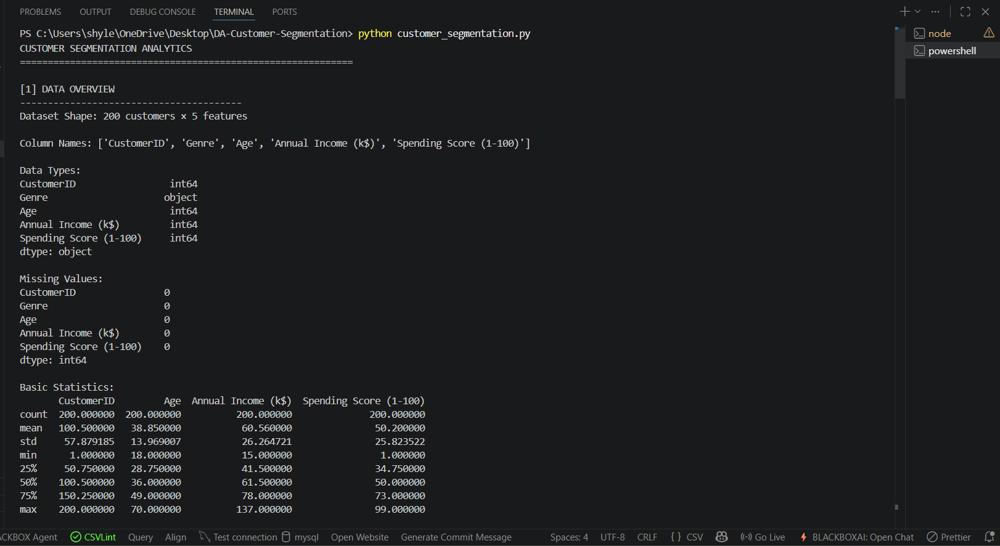 PROBLEMS OUTPUT DEBUG CONSOLE TERMINAL PORTS
PS C:\Users\shyle\OneDrive\Desktop\DA-Customer-Segmentation> python customer_segmentation.py
node
CUSTOMER SEGMENTATION ANALYTICS
powershell
============================================================
[1] DATA OVERVIEW
----------------------------------------
Dataset Shape: 200 customers × 5 features
Column Names: ['CustomerID', 'Genre', 'Age', 'Annual Income (k$)', 'Spending Score (1-100)']
Data Types:
CustomerID int64
Genre object
Age int64
Annual Income (k$) int64
Spending Score (1-100) int64
dtype: object
Missing Values:
CustomerID 0
Genre 0
Age 0
Annual Income (k$) 0
Spending Score (1-100) 0
dtype: int64
Basic Statistics:
CustomerID Age Annual Income (k$) Spending Score (1-100)
count 200.000000 200.000000 200.000000 200.000000
mean 100.500000 38.850000 60.560000 50.200000
std 57.879185 13.969007 26.264721 25.823522
min 1.000000 18.000000 15.000000 1.000000
25% 50.750000 28.750000 41.500000 34.750000
50% 100.500000 36.000000 61.500000 50.000000
75% 150.250000 49.000000 78.000000 73.000000
max 200.000000 70.000000 137.000000 99.000000
ACKBOX Agent CSVLint Query Align Test connection mysql Open Website Generate Commit Message Spaces: 4 UTF-8 CRLF { } CSV Go Live BLACKBOXAI: Open Chat Prettier